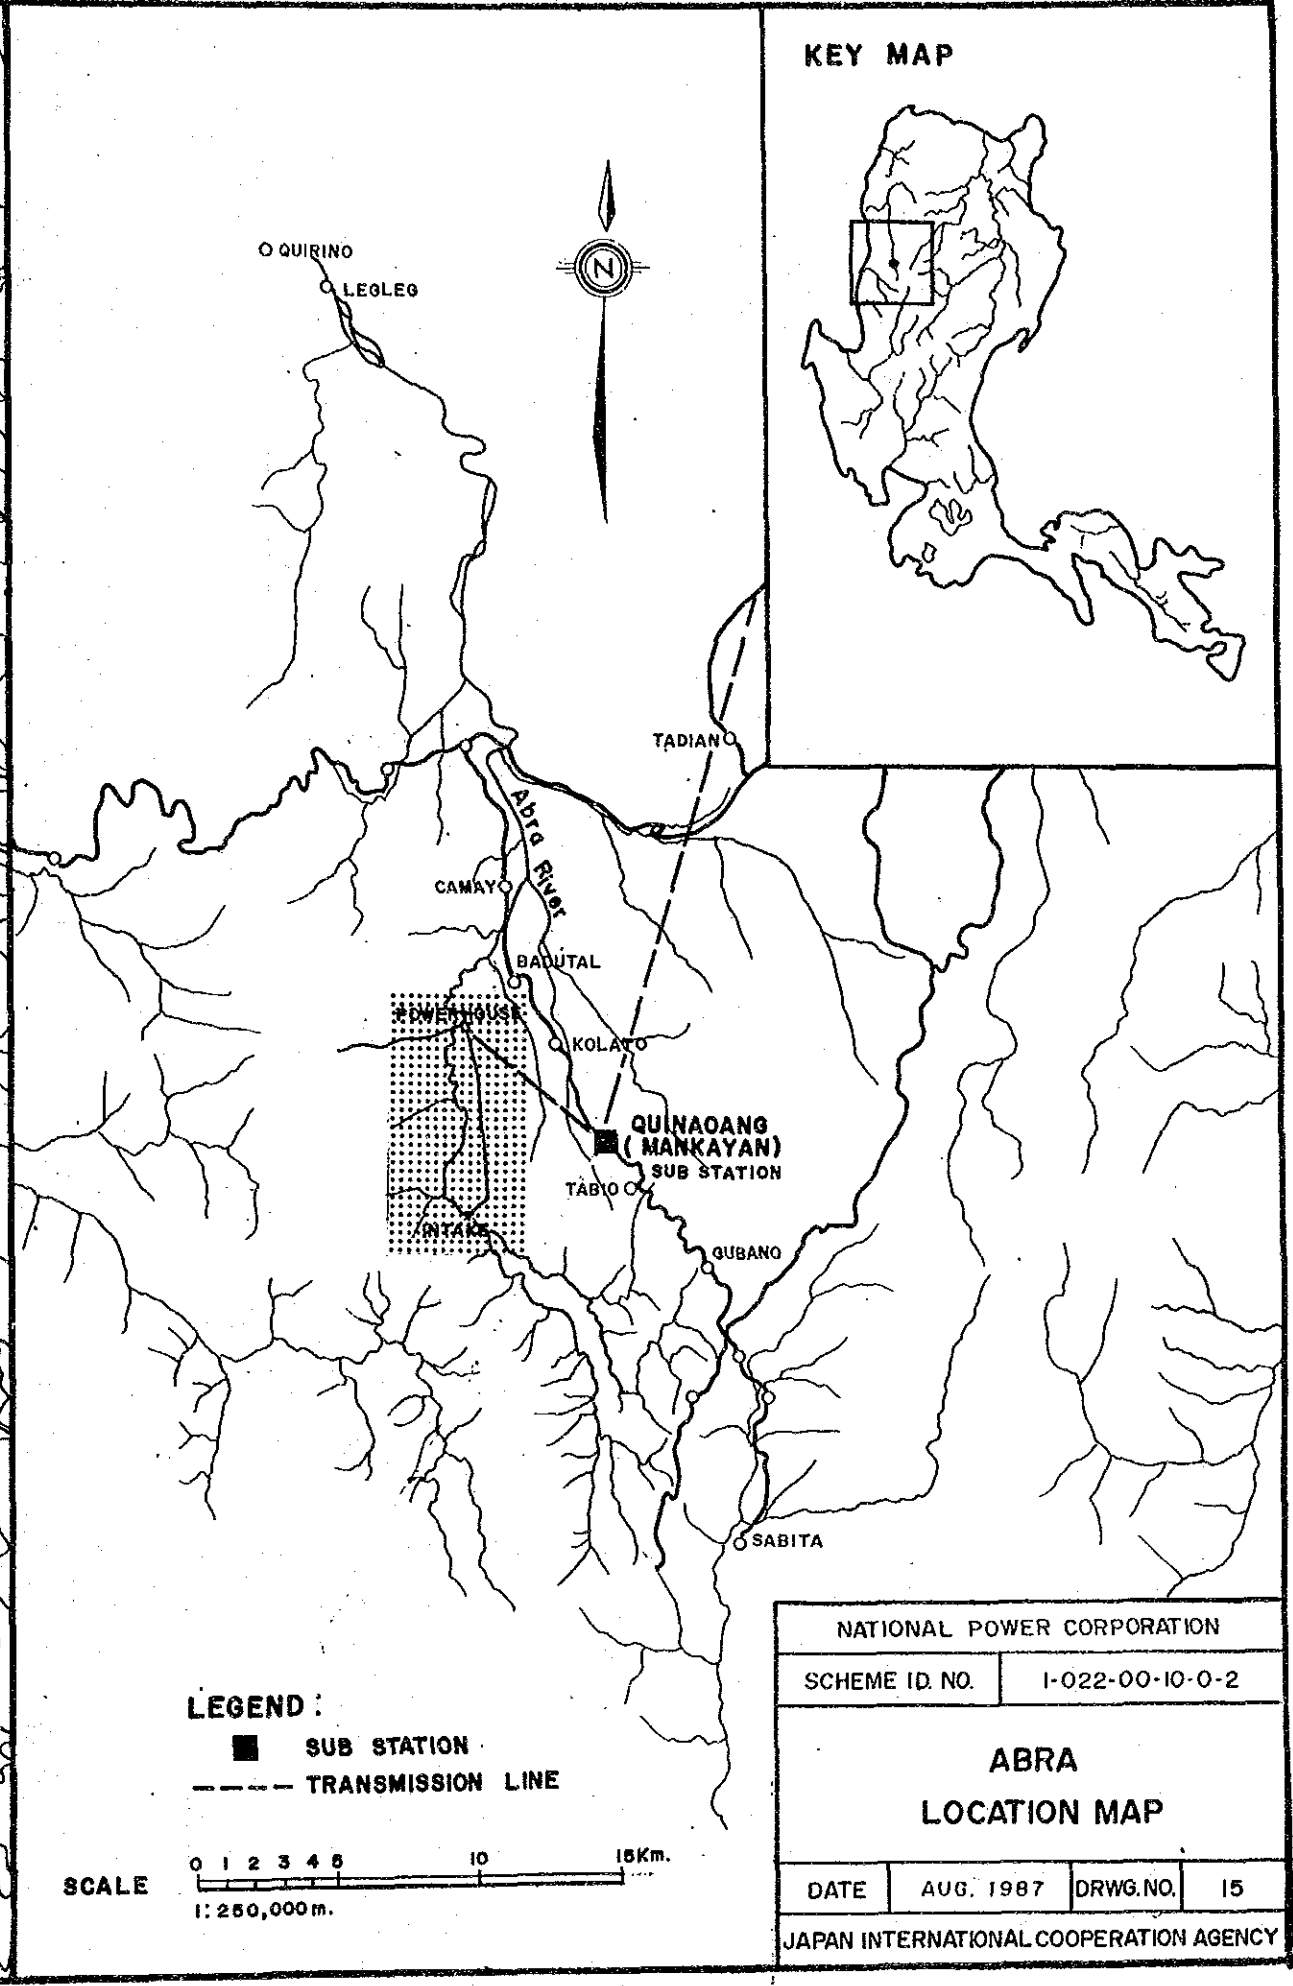 KEY MAP
QUIRINO
LEGLEG
N
TADIAN
Abra River
CAMAY
BADUTAL
POWERHOUSE
KOLATO
QUINAOANG
(MANKAYAN)
SUB STATION
TABIO
INTAKE
GUBANO
SABITA
NATIONAL POWER CORPORATION
SCHEME ID. NO. 1-022-00-10-0-2
ABRA
LOCATION MAP
DATE AUG. 1987 DRWG. NO. 15
JAPAN INTERNATIONAL COOPERATION AGENCY
LEGEND:
SUB STATION
TRANSMISSION LINE
0 1 2 3 4 5 10 15Km.
SCALE
1:250,000m.